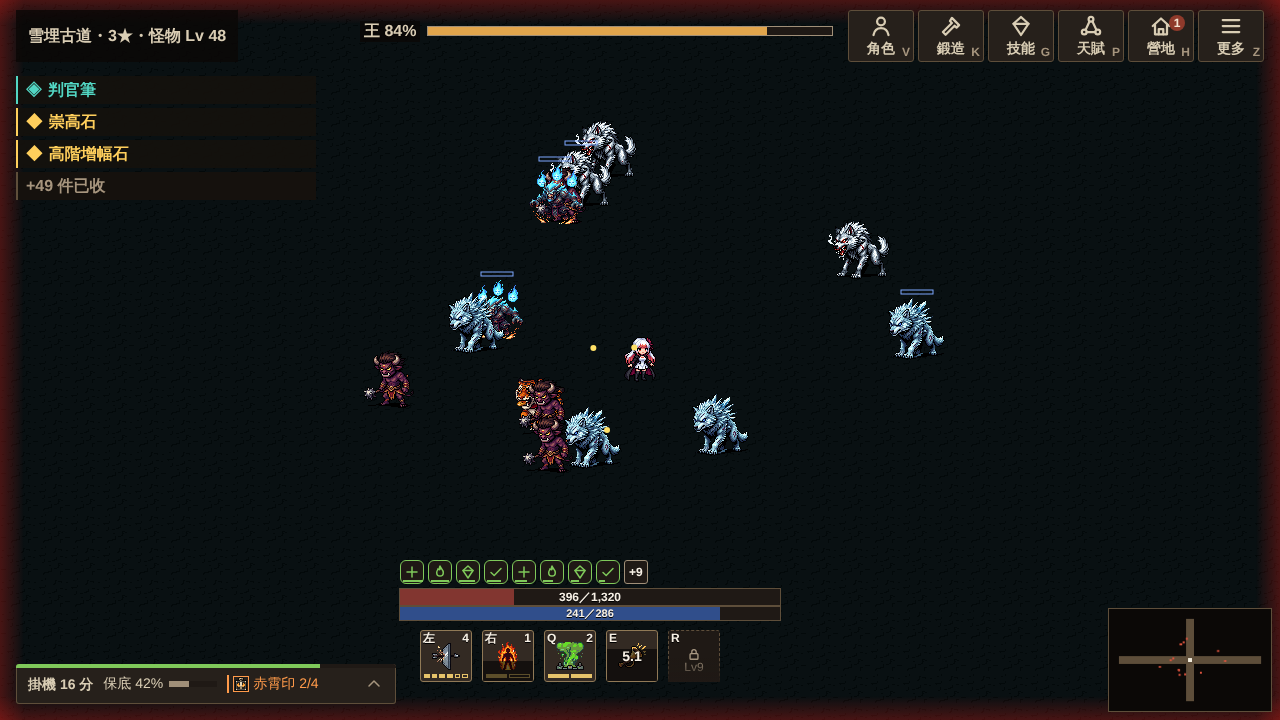 雪埋古道・3★・怪物 Lv 48
王 84%
角色 V
鍛造 K
技能 G
天賦 P
營地 H
1
更多 Z
判官筆
崇高石
高階增幅石
+49 件已收
+9
396／1,320
241／286
左 4
右 1
Q 2
E 5.1
R Lv9
掛機 16 分 保底 42% 赤霄印 2/4